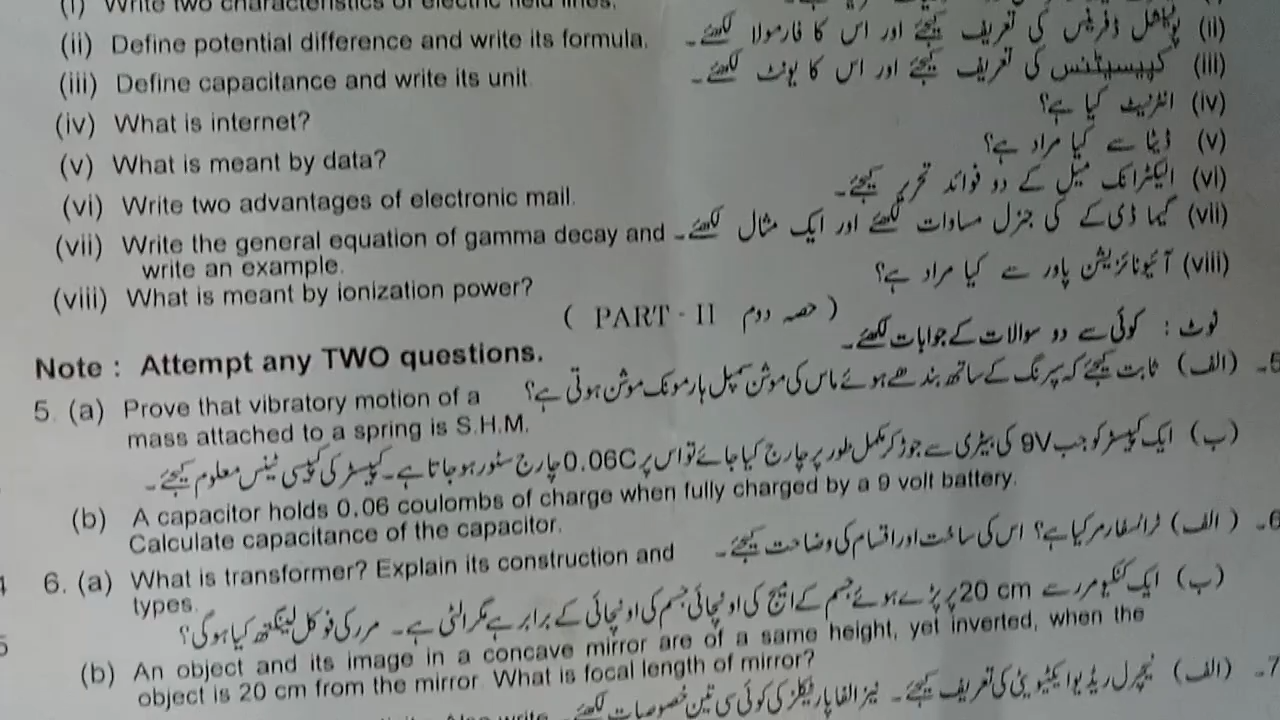 (i) Write two characteristics of electric field lines.
(ii) Define potential difference and write its formula.
(ii) پوٹینشل ڈفرینس کی تعریف کیجئے اور اس کا فارمولا لکھئے۔
(iii) Define capacitance and write its unit
(iii) کپیسیٹنس کی تعریف کیجئے اور اس کا یونٹ لکھئے۔
(iv) What is internet?
(iv) انٹرنیٹ کیا ہے؟
(v) What is meant by data?
(v) ڈیٹا سے کیا مراد ہے؟
(vi) Write two advantages of electronic mail.
(vi) الیکٹرانک میل کے دو فوائد تحریر کیجئے۔
(vii) Write the general equation of gamma decay and
write an example.
(vii) گیما ڈی کے کی جنرل مساوات لکھئے اور ایک مثال لکھئے۔
(viii) What is meant by ionization power?
(viii) آئیونائزیشن پاور سے کیا مراد ہے؟
( PART - II حصہ دوم )
Note : Attempt any TWO questions.
نوٹ : کوئی سے دو سوالات کے جوابات لکھئے۔
5. (a) Prove that vibratory motion of a
mass attached to a spring is S.H.M.
5۔ (الف) ثابت کیجئے کہ سپرنگ کے ساتھ بندھے ہوئے ماس کی موشن سمپل ہارمونک موشن ہوتی ہے؟
(ب) ایک کپیسٹر کو جب 9V کی بیٹری سے جوڑ کر مکمل طور پر چارج کیا جائے تو اس پر 0.06C چارج سٹور ہو جاتا ہے۔ کپیسٹر کی کپیسی ٹینس معلوم کیجئے۔
(b) A capacitor holds 0.06 coulombs of charge when fully charged by a 9 volt battery.
Calculate capacitance of the capacitor.
6. (a) What is transformer? Explain its construction and
types.
6۔ (الف) ٹرانسفارمر کیا ہے؟ اس کی ساخت اور اقسام کی وضاحت کیجئے۔
(ب) ایک کنکیو مرر سے 20 cm پر پڑے ہوئے جسم کے امیج کی اونچائی جسم کی اونچائی کے برابر ہے مگر الٹی ہے۔ مرر کی فوکل لینگتھ کیا ہوگی؟
(b) An object and its image in a concave mirror are of a same height, yet inverted, when the
object is 20 cm from the mirror. What is focal length of mirror?
7۔ (الف) نیچرل ریڈیو ایکٹیویٹی کی تعریف کیجئے۔ نیز الفا پارٹیکلز کی کوئی سی تین خصوصیات لکھئے۔
Also write